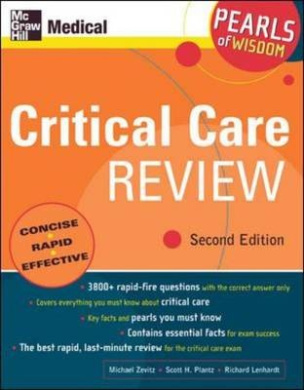 Mc
Graw
Hill
Medical
PEARLS
of WISDOM
Critical Care
REVIEW
Second Edition
CONCISE
• RAPID
• EFFECTIVE
• 3800+ rapid-fire questions with the correct answer only
• Covers everything you must know about critical care
• Key facts and pearls you must know
• Contains essential facts for exam success
• The best rapid, last-minute review for the critical care exam
Michael Zevitz • Scott H. Plantz • Richard Lenhardt